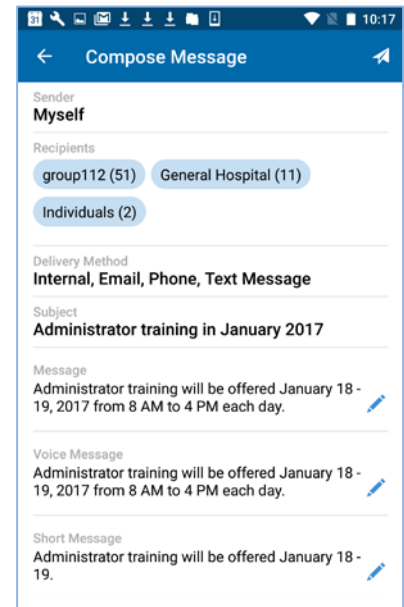 31 10:17
Compose Message
Sender
Myself
Recipients
group112 (51) General Hospital (11)
Individuals (2)
Delivery Method
Internal, Email, Phone, Text Message
Subject
Administrator training in January 2017
Message
Administrator training will be offered January 18 -
19, 2017 from 8 AM to 4 PM each day.
Voice Message
Administrator training will be offered January 18 -
19, 2017 from 8 AM to 4 PM each day.
Short Message
Administrator training will be offered January 18 -
19.